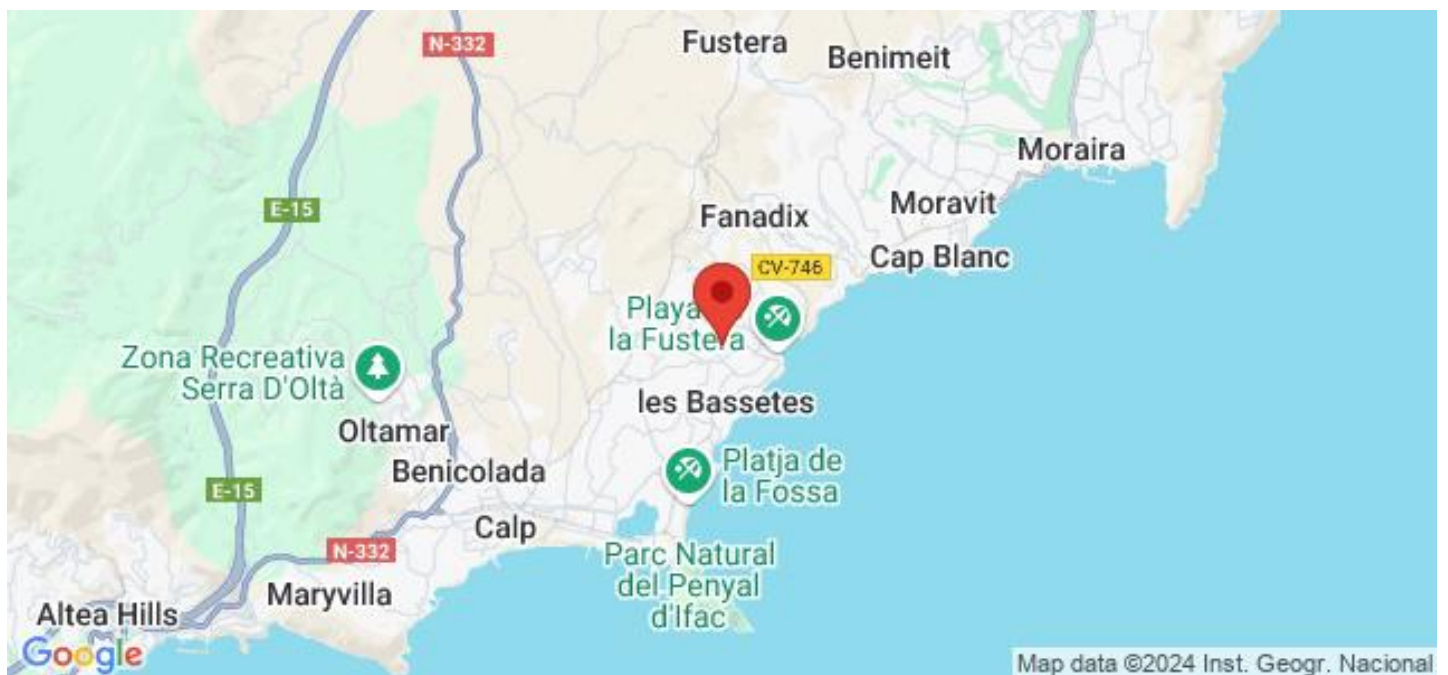 N-332
Fustera
Benimeit
Moraira
E-15
Fanadix
Moravit
CV-746
Cap Blanc
Playa
la Fustera
Zona Recreativa
Serra D'Oltà
les Bassetes
Oltamar
Benicolada
Platja de
la Fossa
E-15
Calp
N-332
Parc Natural
del Penyal
d'Ifac
Maryvilla
Altea Hills
Google
Map data ©2024 Inst. Geogr. Nacional